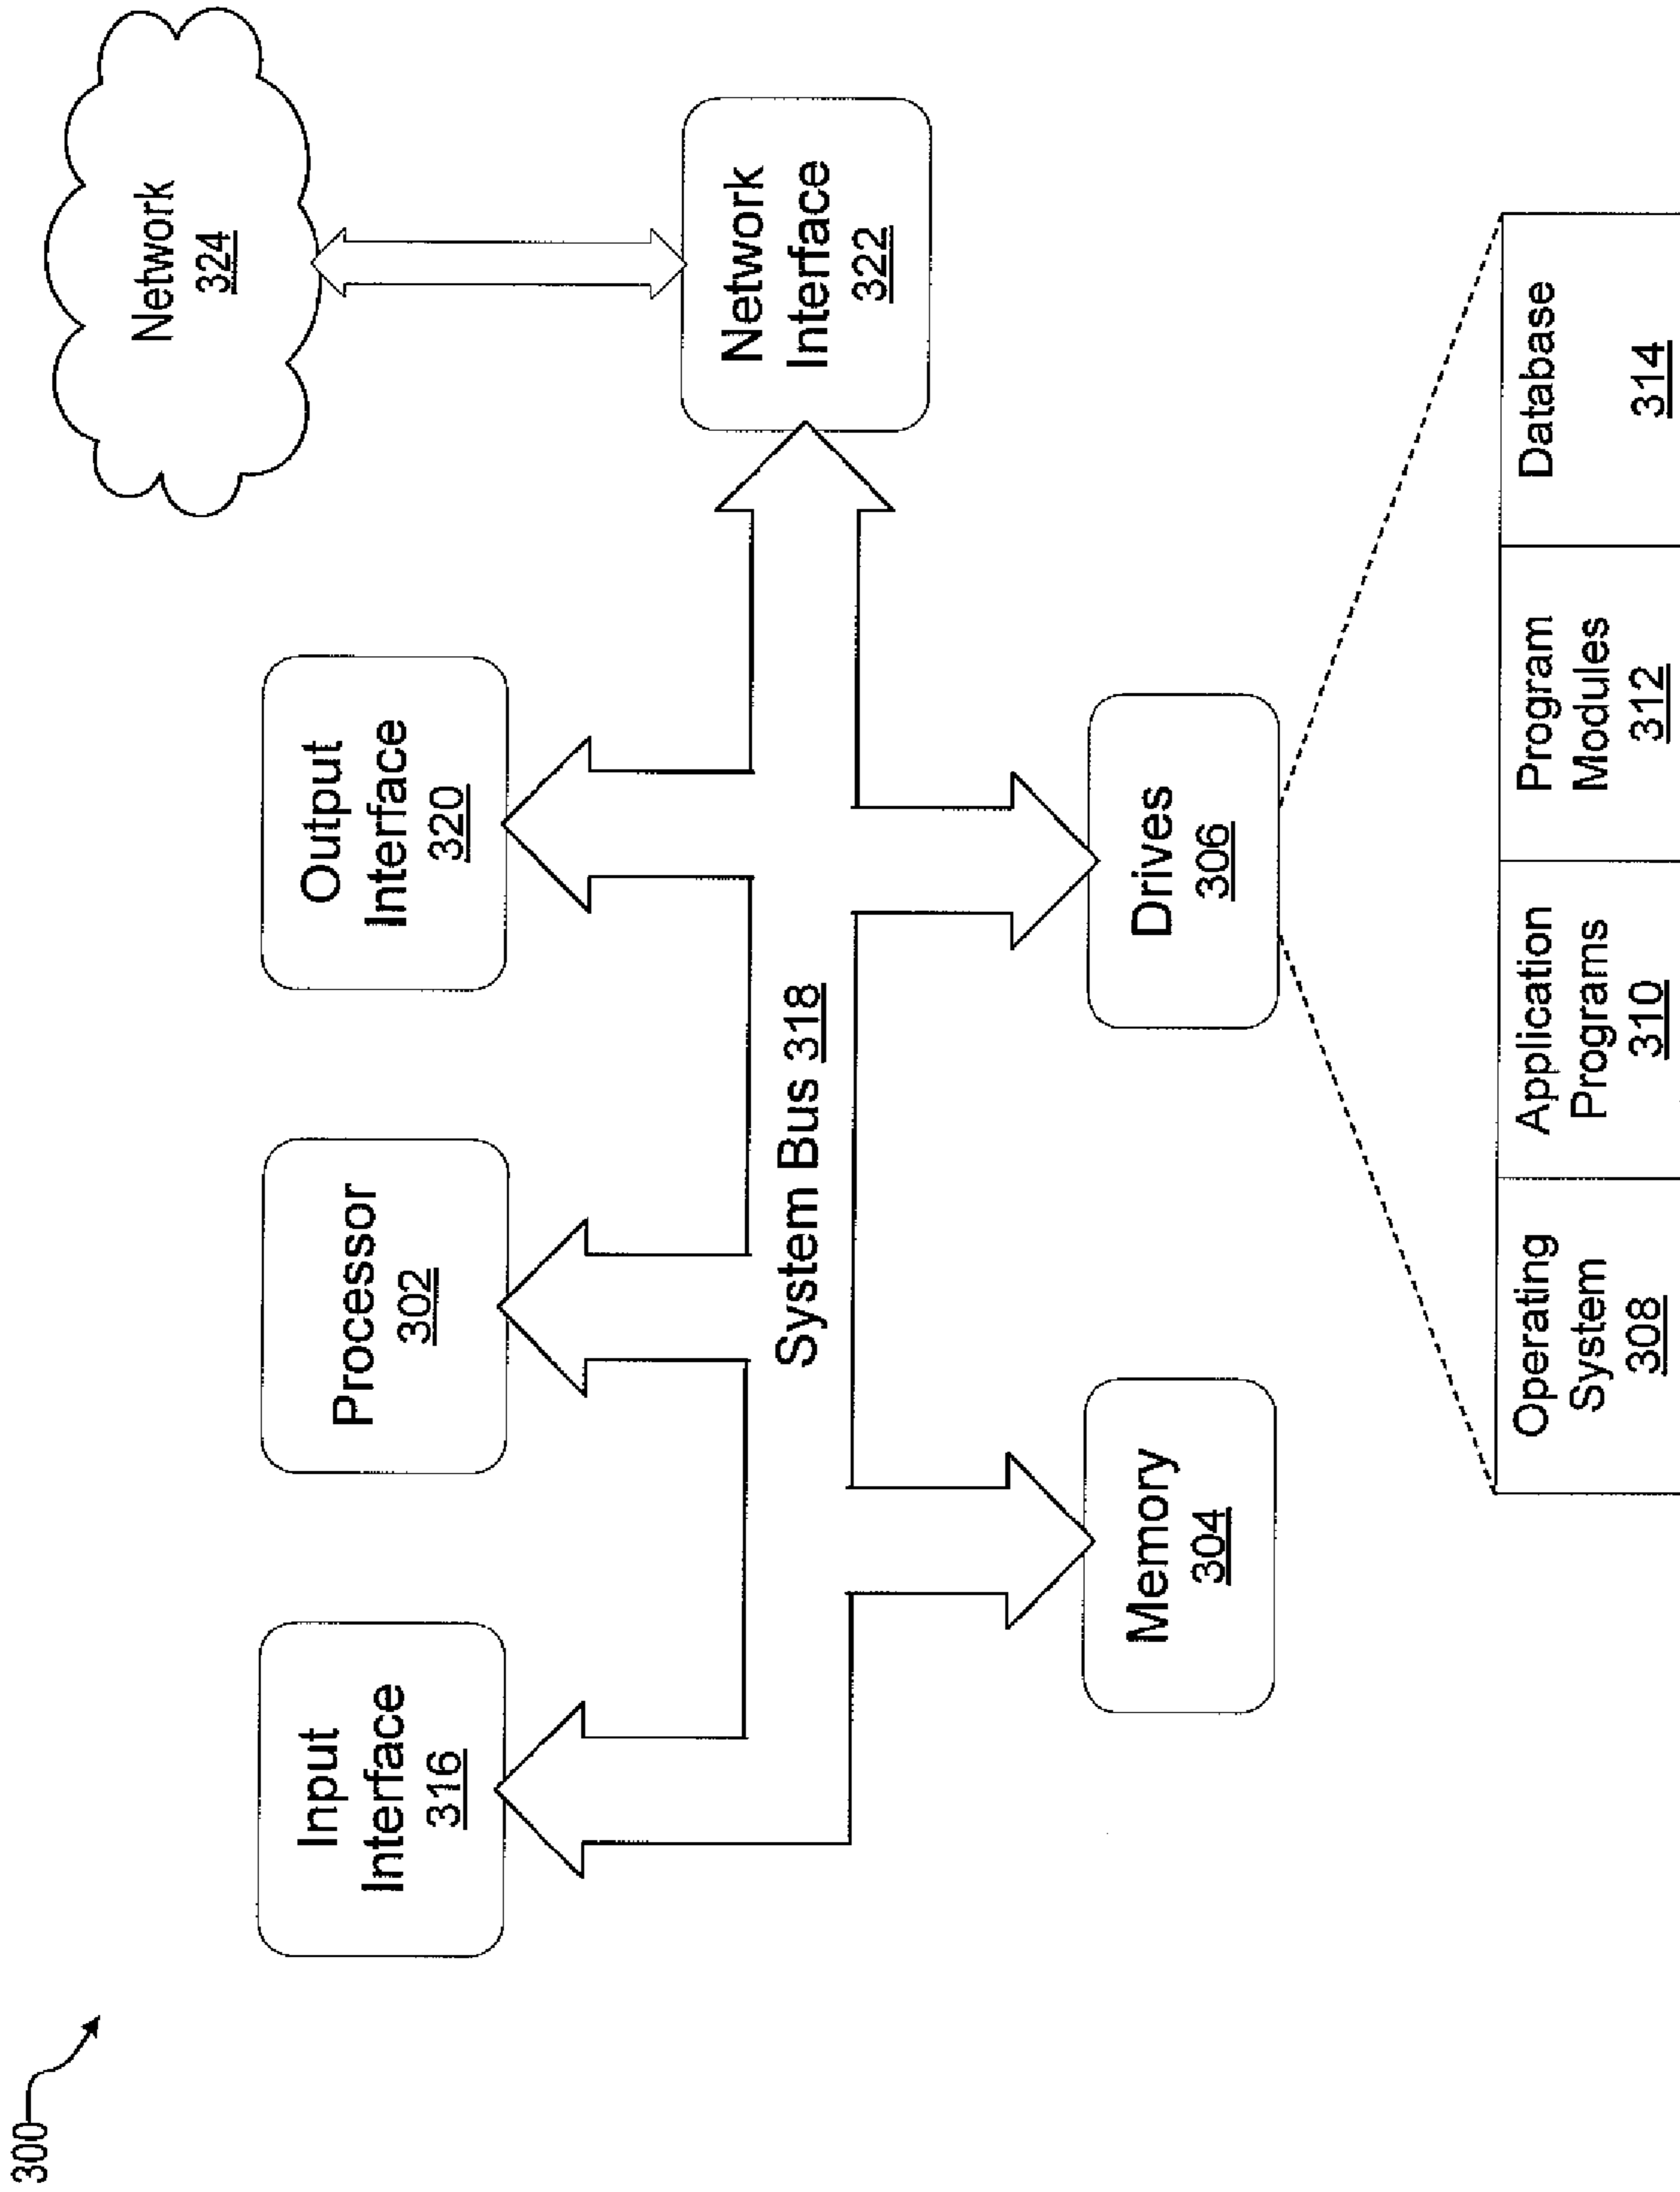 300
Network
324
Input
Interface
316
Processor
302
Output
Interface
320
System Bus 318
Network
Interface
322
Memory
304
Drives
306
Operating
System
308
Application
Programs
310
Program
Modules
312
Database
314